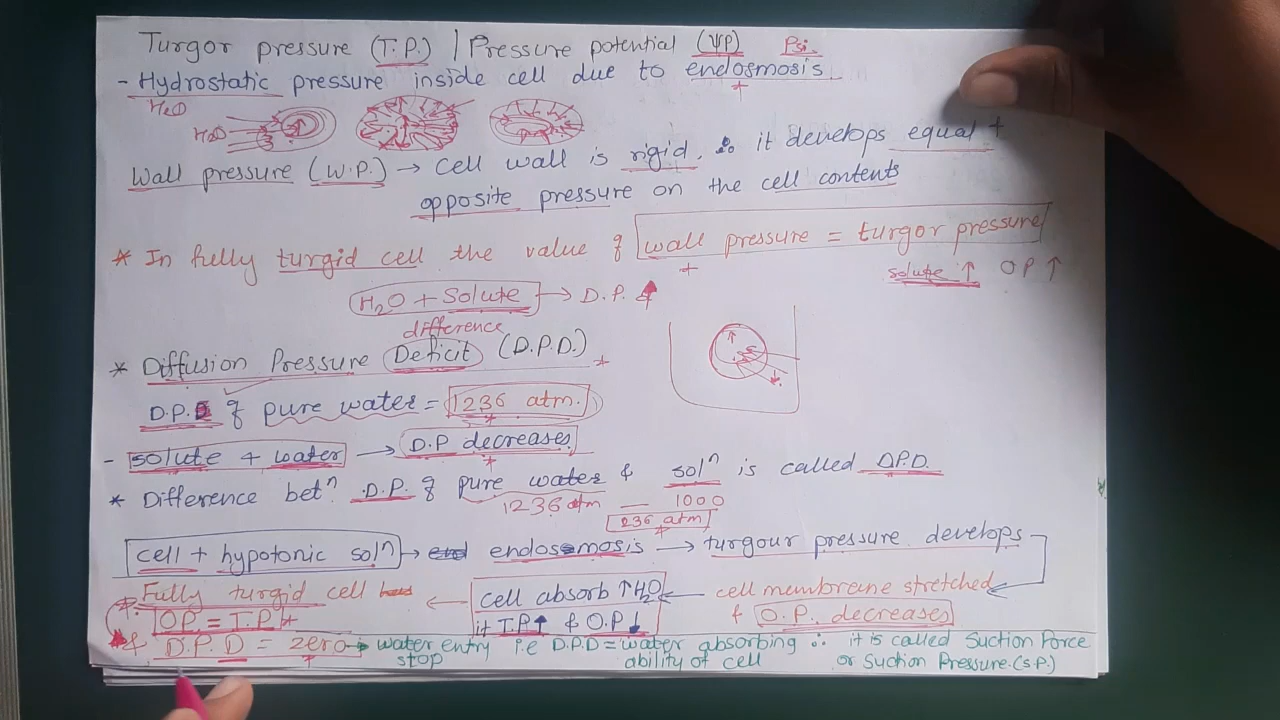 Turgor pressure (T.P.) | Pressure potential (ΨP) Psi.
- Hydrostatic pressure inside cell due to endosmosis
H2O
H2O
Wall pressure (W.P.) → Cell wall is rigid. ∴ it develops equal +
opposite pressure on the cell contents
* In fully turgid cell the value of wall pressure = turgor pressure
solute ↑ OP ↑
H2O + Solute → D.P. ↓
difference
* Diffusion Pressure Deficit (D.P.D.)
D.P. of pure water = 1236 atm.
- solute + water → D.P decreases
* Difference betn. D.P. of pure water & soln is called D.P.D.
1236 atm — 1000
236 atm
cell + hypotonic soln → endosmosis → turgour pressure develops
Fully turgid cell ← cell absorb ↑ H2O ← cell membrane stretched
∴ OP = T.P it T.P ↑ & O.P ↓ & O.P. decreases
& D.P.D = zero → water entry i.e D.P.D = water absorbing ∴ it is called Suction Force
stop ability of cell or Suction Pressure.(S.P.)